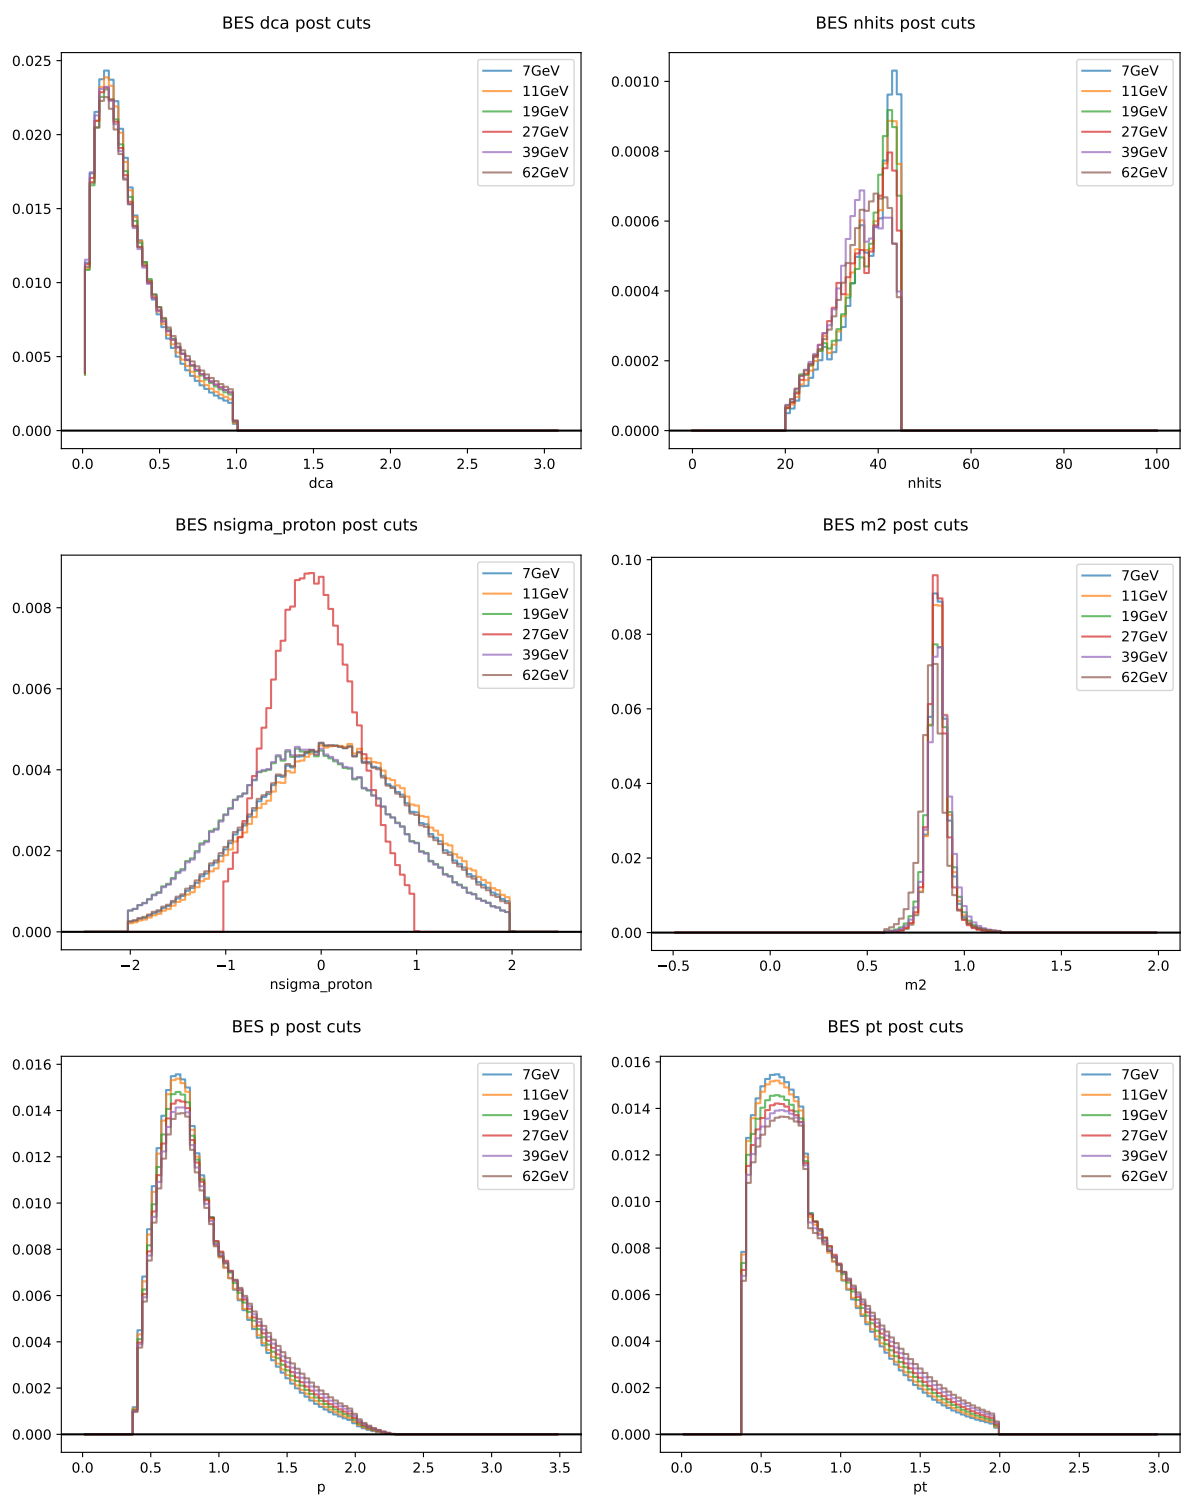 BES dca post cuts
0.025
0.020
0.015
0.010
0.005
0.000
0.0 0.5 1.0 1.5 2.0 2.5 3.0
dca
7GeV
11GeV
19GeV
27GeV
39GeV
62GeV
BES nhits post cuts
0.0010
0.0008
0.0006
0.0004
0.0002
0.0000
0 20 40 60 80 100
nhits
7GeV
11GeV
19GeV
27GeV
39GeV
62GeV
BES nsigma_proton post cuts
0.008
0.006
0.004
0.002
0.000
−2 −1 0 1 2
nsigma_proton
7GeV
11GeV
19GeV
27GeV
39GeV
62GeV
BES m2 post cuts
0.10
0.08
0.06
0.04
0.02
0.00
−0.5 0.0 0.5 1.0 1.5 2.0
m2
7GeV
11GeV
19GeV
27GeV
39GeV
62GeV
BES p post cuts
0.016
0.014
0.012
0.010
0.008
0.006
0.004
0.002
0.000
0.0 0.5 1.0 1.5 2.0 2.5 3.0 3.5
p
7GeV
11GeV
19GeV
27GeV
39GeV
62GeV
BES pt post cuts
0.016
0.014
0.012
0.010
0.008
0.006
0.004
0.002
0.000
0.0 0.5 1.0 1.5 2.0 2.5 3.0
pt
7GeV
11GeV
19GeV
27GeV
39GeV
62GeV